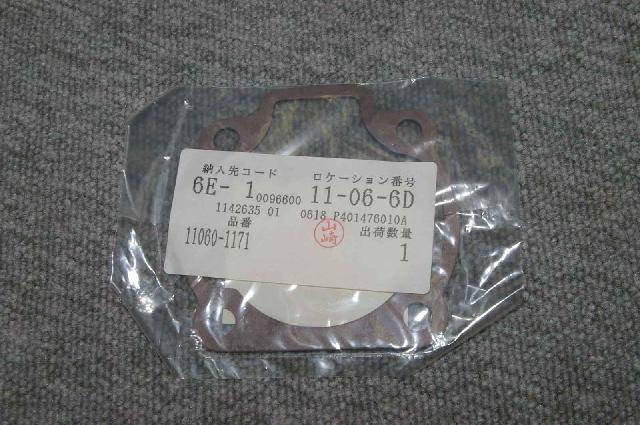 納入先コード ロケーション番号
6E- 1 0096600 11-06-6D
1142635 01 0618 P401476010A
品番 山崎 出荷数量
11060-1171 1